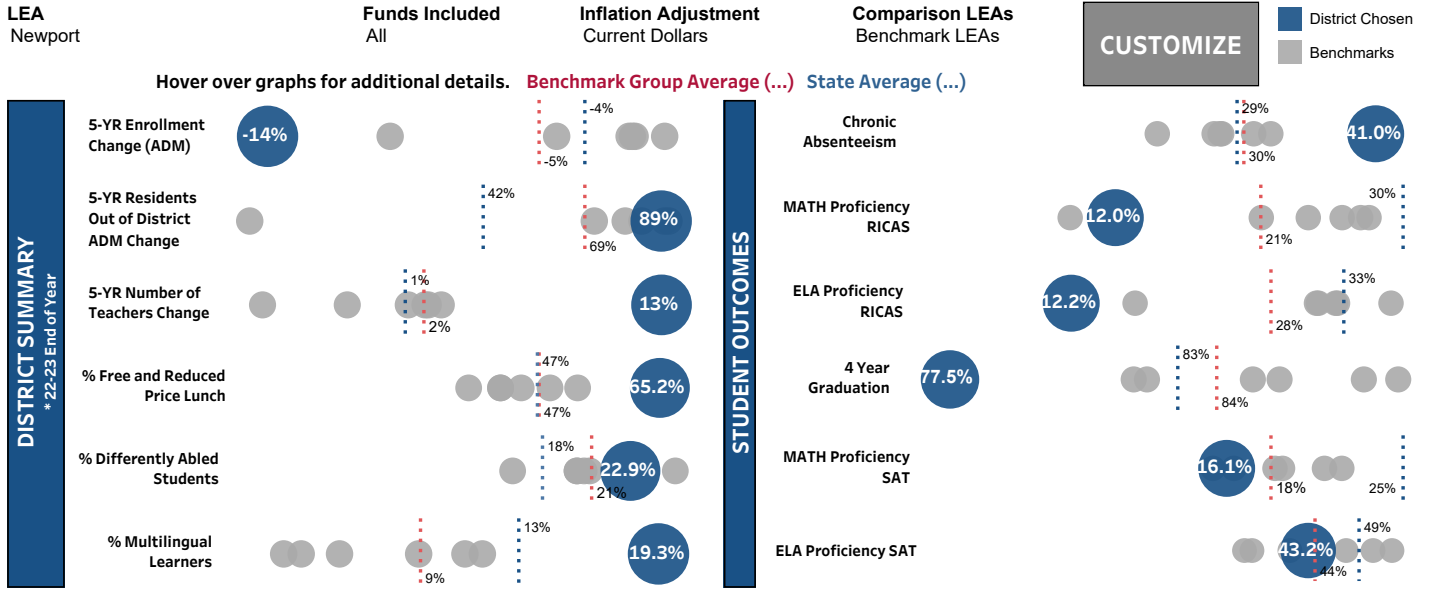 LEA
Newport
Funds Included
All
Inflation Adjustment
Current Dollars
Comparison LEAs
Benchmark LEAs
CUSTOMIZE
District Chosen
Benchmarks
Hover over graphs for additional details. Benchmark Group Average (...) State Average (...)
DISTRICT SUMMARY
* 22-23 End of Year
5-YR Enrollment
Change (ADM)
-14%
-4%
-5%
5-YR Residents
Out of District
ADM Change
42%
69%
89%
5-YR Number of
Teachers Change
1%
2%
13%
% Free and Reduced
Price Lunch
47%
47%
65.2%
% Differently Abled
Students
18%
21%
22.9%
% Multilingual
Learners
9%
13%
19.3%
STUDENT OUTCOMES
Chronic
Absenteeism
29%
30%
41.0%
MATH Proficiency
RICAS
12.0%
21%
30%
ELA Proficiency
RICAS
12.2%
28%
33%
4 Year
Graduation
77.5%
83%
84%
MATH Proficiency
SAT
16.1%
18%
25%
ELA Proficiency SAT
43.2%
44%
49%